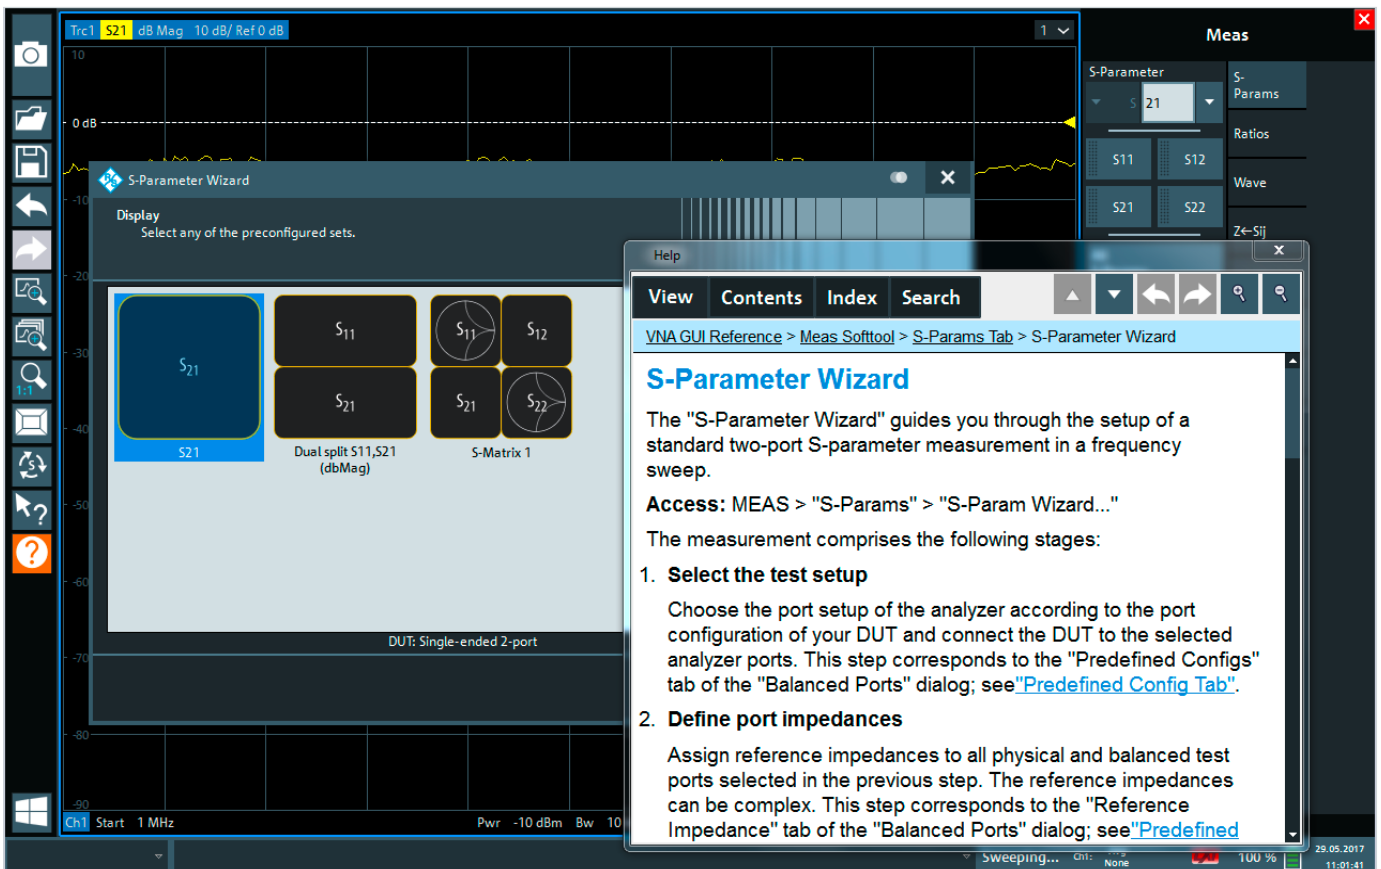 Trc1 S21 dB Mag 10 dB/ Ref 0 dB
1
10
0 dB
-10
-20
-30
-40
-50
-60
-70
-80
-90
1:1
S-Parameter Wizard
Display
Select any of the preconfigured sets.
S21
S21
S11
S21
Dual split S11,S21
(dbMag)
S11
S12
S21
S22
S-Matrix 1
DUT: Single-ended 2-port
Ch1 Start 1 MHz
Pwr -10 dBm Bw 10
Meas
S-Parameter
S 21
S11
S12
S21
S22
S-
Params
Ratios
Wave
Z←Sij
Help
View Contents Index Search
VNA GUI Reference > Meas Softtool > S-Params Tab > S-Parameter Wizard
S-Parameter Wizard
The "S-Parameter Wizard" guides you through the setup of a
standard two-port S-parameter measurement in a frequency
sweep.
Access: MEAS > "S-Params" > "S-Param Wizard..."
The measurement comprises the following stages:
1. Select the test setup
Choose the port setup of the analyzer according to the port
configuration of your DUT and connect the DUT to the selected
analyzer ports. This step corresponds to the "Predefined Configs"
tab of the "Balanced Ports" dialog; see"Predefined Config Tab".
2. Define port impedances
Assign reference impedances to all physical and balanced test
ports selected in the previous step. The reference impedances
can be complex. This step corresponds to the "Reference
Impedance" tab of the "Balanced Ports" dialog; see"Predefined
Sweeping... Ch1:
None
100 %
29.05.2017
11:01:41